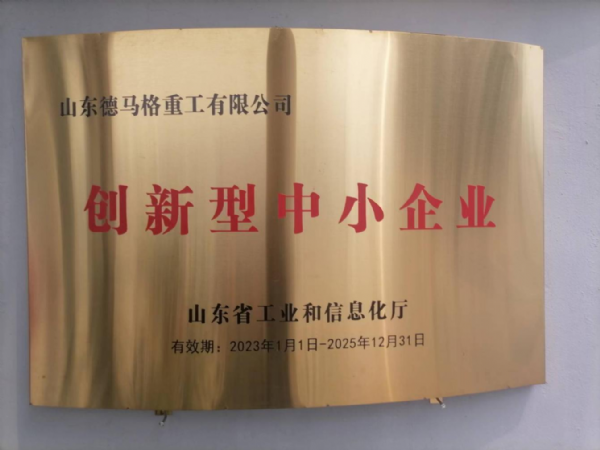 山东德马格重工有限公司
创新型中小企业
山东省工业和信息化厅
有效期：2023年1月1日-2025年12月31日